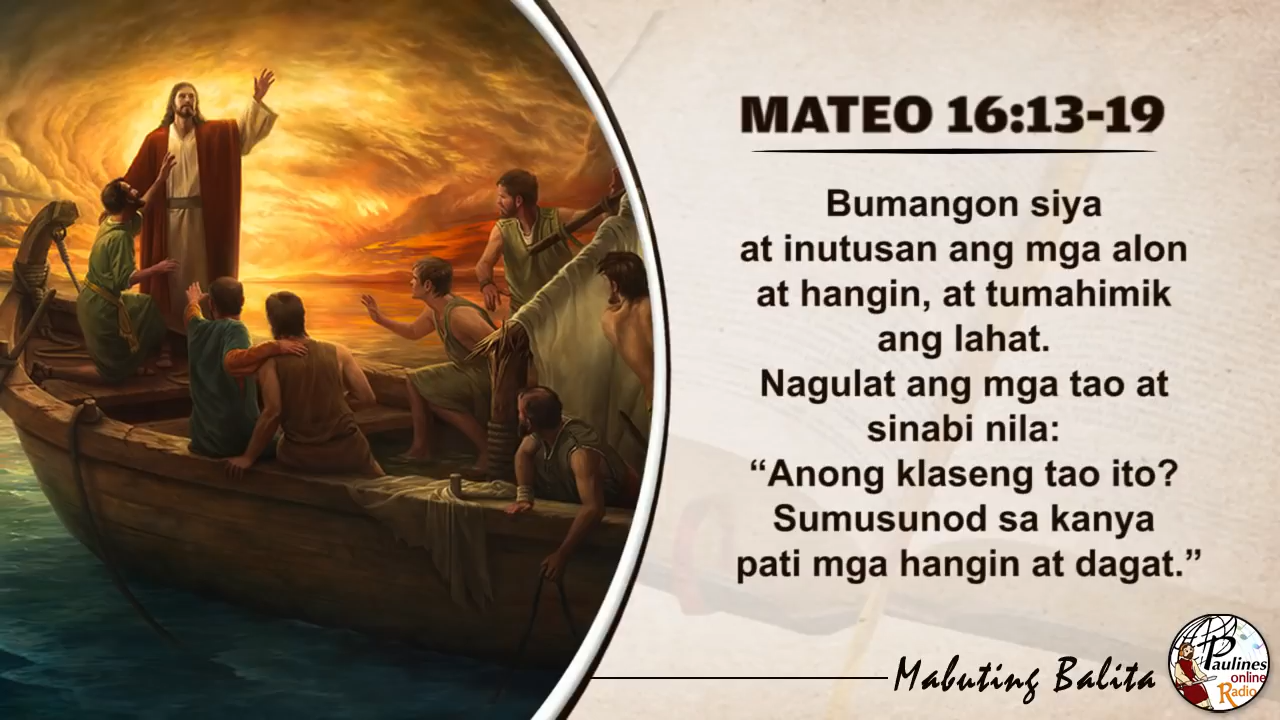 MATEO 16:13-19
Bumangon siya
at inutusan ang mga alon
at hangin, at tumahimik
ang lahat.
Nagulat ang mga tao at
sinabi nila:
“Anong klaseng tao ito?
Sumusunod sa kanya
pati mga hangin at dagat.”
Mabuting Balita
Paulines
online
Radio